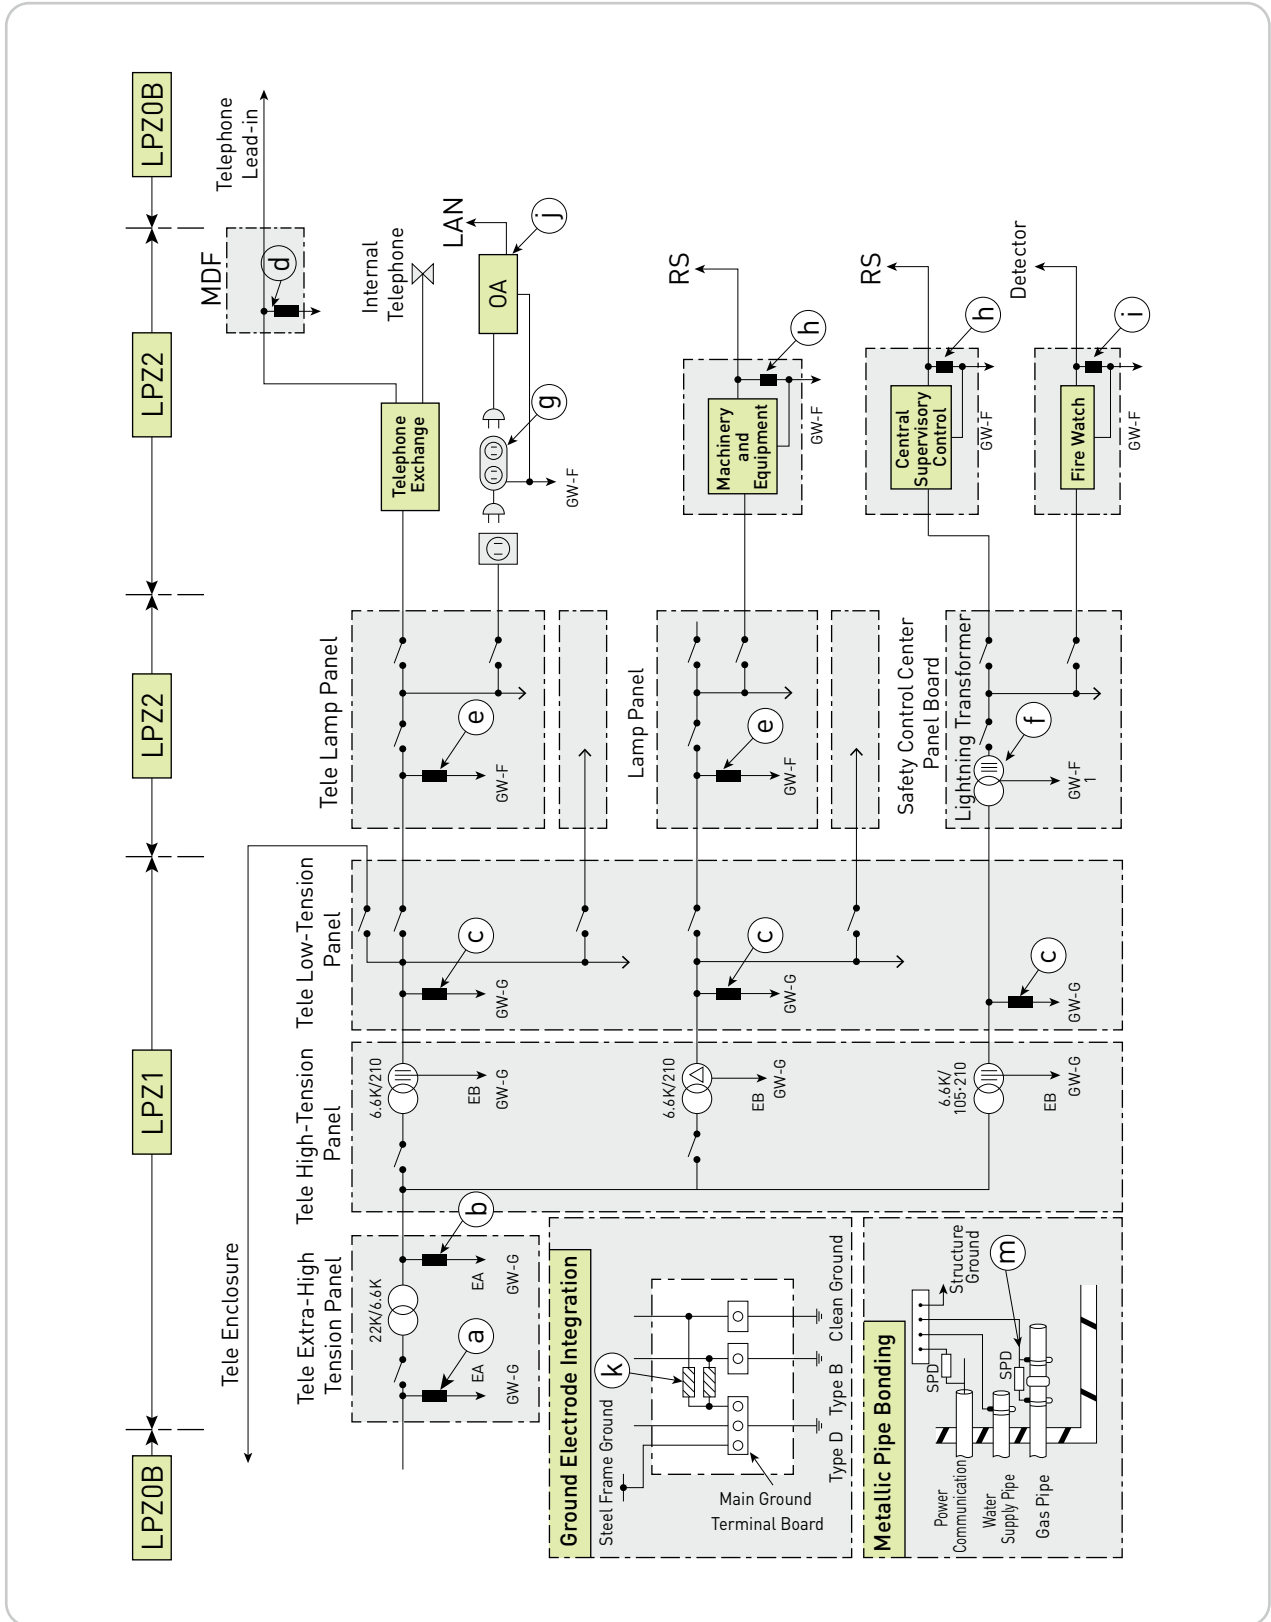 LPZ0B
LPZ1
LPZ2
LPZ2
LPZ0B
Tele Enclosure
Telephone
Lead-in
MDF
d
Internal
Telephone
LAN
Tele Extra-High
Tension Panel
22K/6.6K
a
EA
GW-G
b
EA
GW-G
Tele High-Tension
Panel
6.6K/210
EB
GW-G
6.6K/210
EB
GW-G
6.6K/
105·210
EB
GW-G
Tele Low-Tension
Panel
c
GW-G
c
GW-G
c
GW-G
Tele Lamp Panel
e
GW-F
Lamp Panel
e
GW-F
Safety Control Center
Panel Board
Lightning Transformer
f
GW-F
1
Telephone
Exchange
g
GW-F
OA
j
Machinery
and
Equipment
RS
h
GW-F
Central
Supervisory
Control
RS
h
GW-F
Fire Watch
Detector
i
GW-F
Ground Electrode Integration
Steel Frame Ground
k
Main Ground
Terminal Board
Type D
Type B
Clean Ground
Metallic Pipe Bonding
Power
Communication
Water
Supply Pipe
Gas Pipe
SPD
SPD
Structure
Ground
m